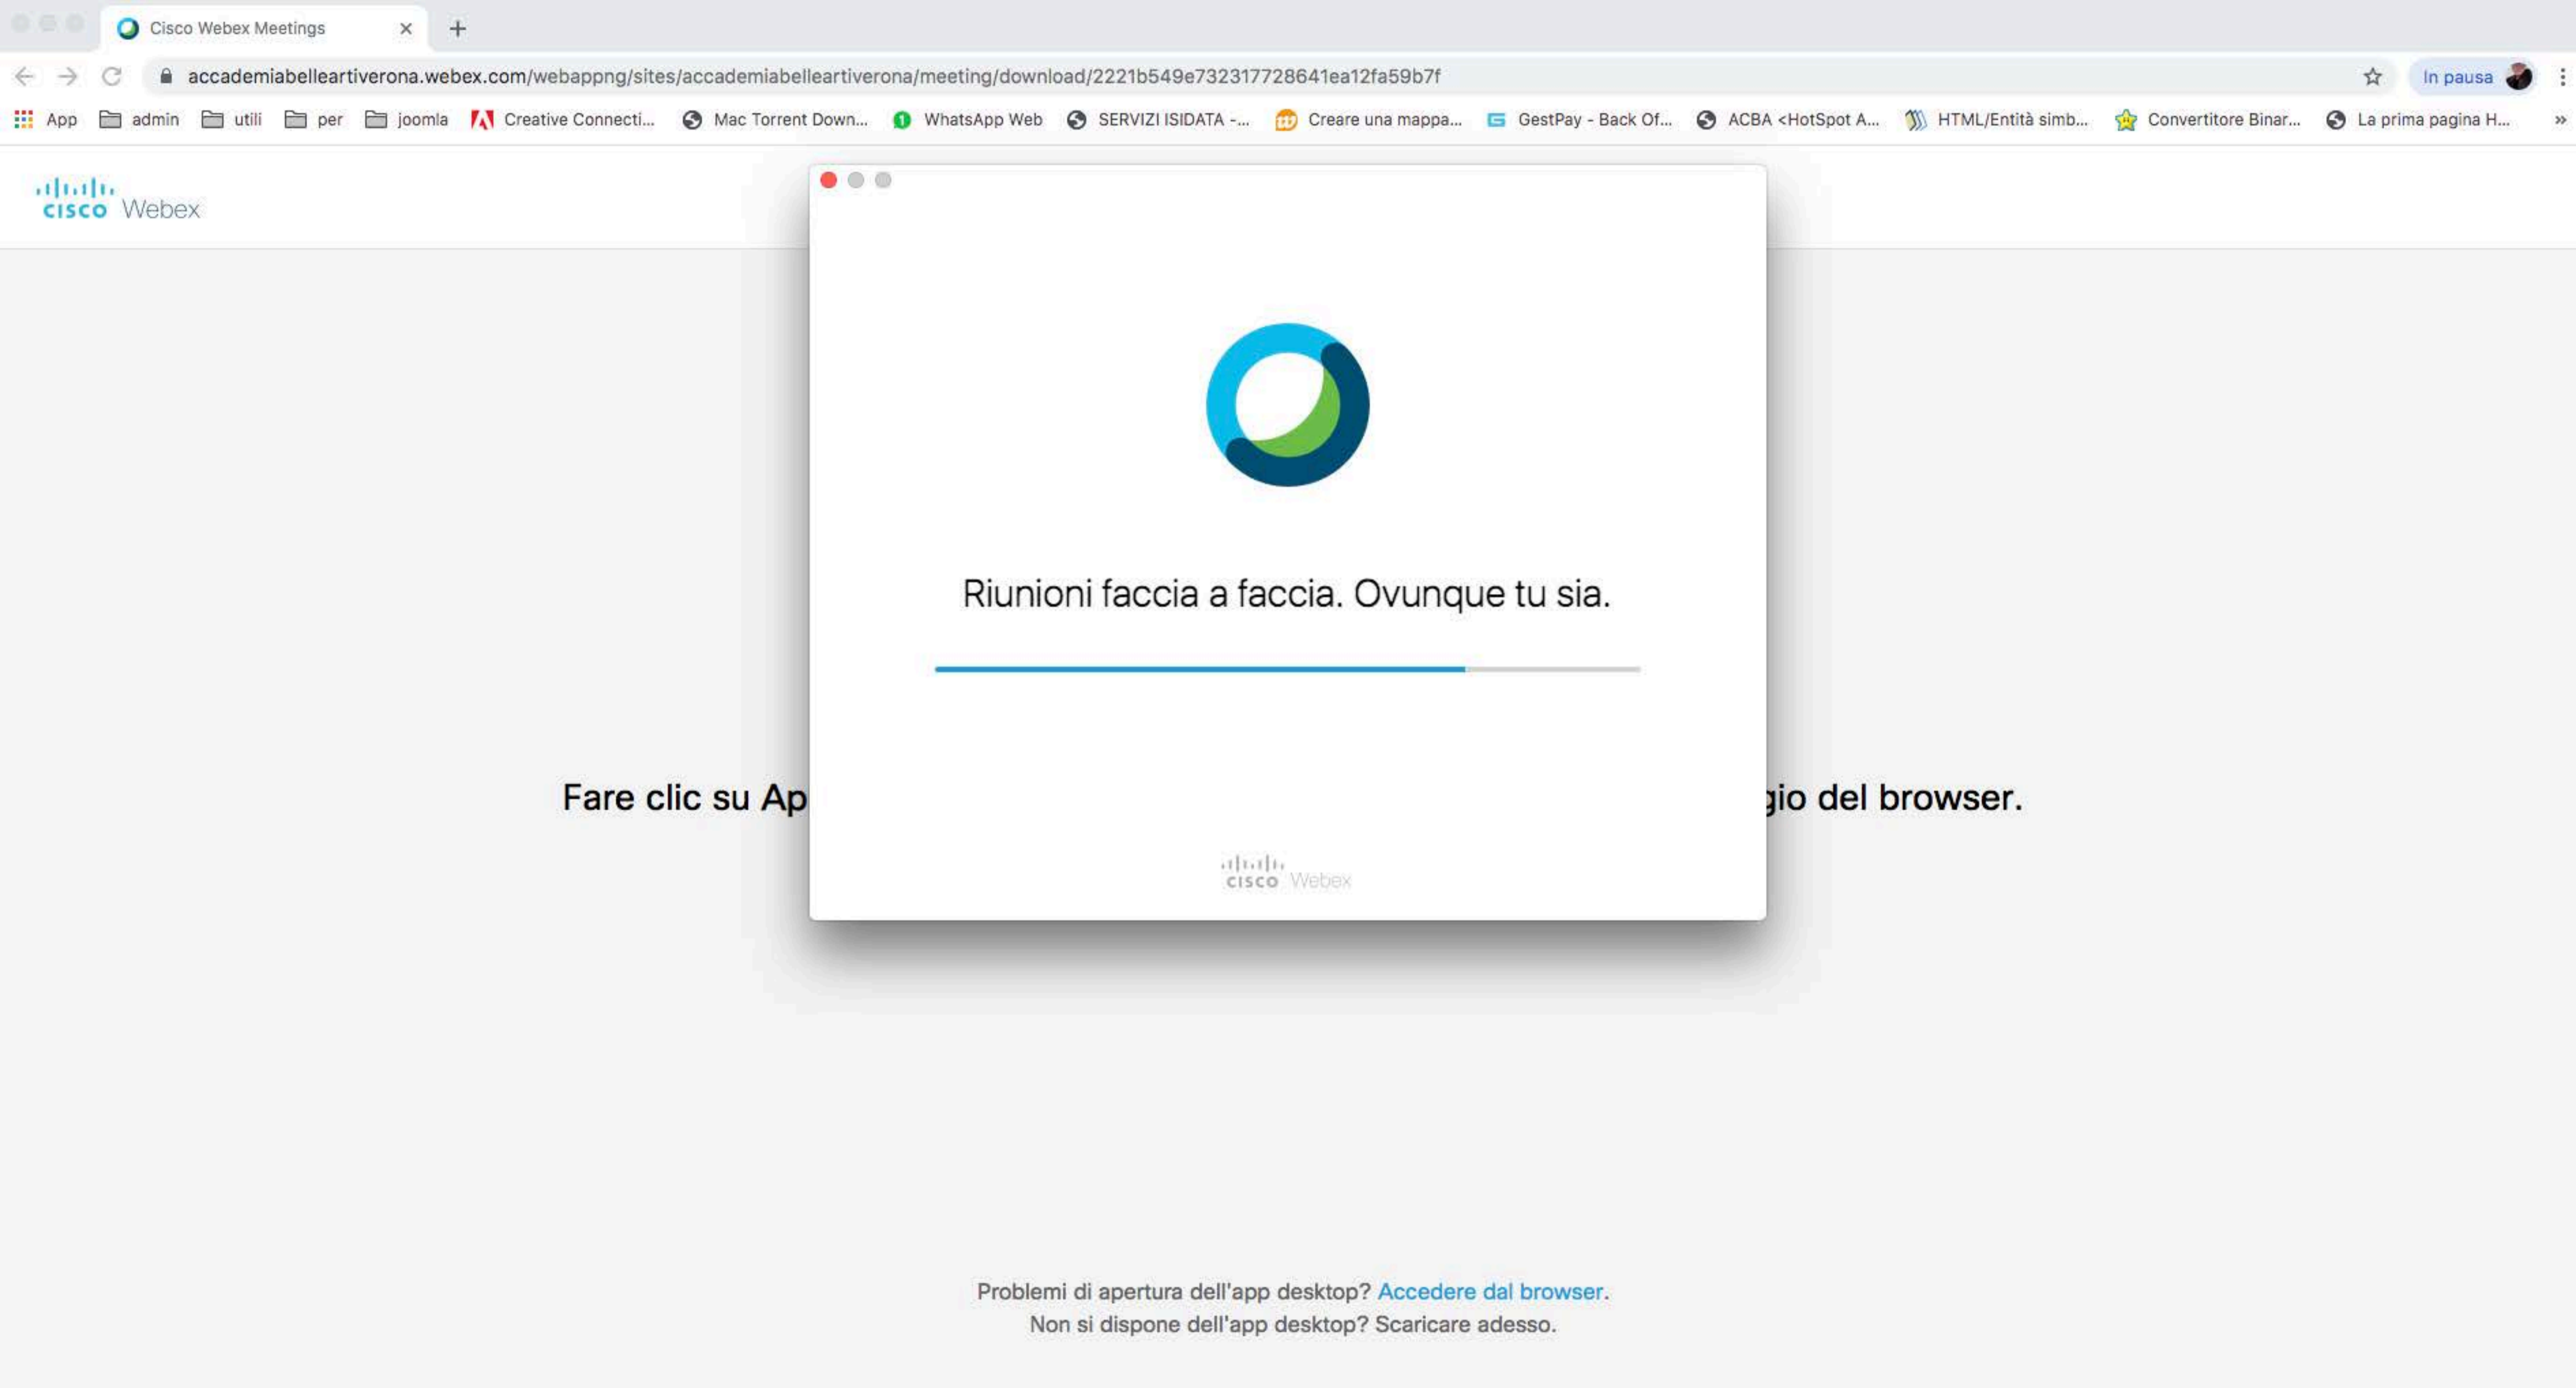 Cisco Webex Meetings
accademiabelleartiverona.webex.com/webappng/sites/accademiabelleartiverona/meeting/download/2221b549e732317728641ea12fa59b7f
In pausa
App admin utili per joomla Creative Connecti... Mac Torrent Down... WhatsApp Web SERVIZI ISIDATA -... Creare una mappa... GestPay - Back Of... ACBA <HotSpot A... HTML/Entità simb... Convertitore Binar... La prima pagina H... »
CISCO Webex
Riunioni faccia a faccia. Ovunque tu sia.
Fare clic su Ap
gio del browser.
CISCO Webex
Problemi di apertura dell'app desktop? Accedere dal browser.
Non si dispone dell'app desktop? Scaricare adesso.